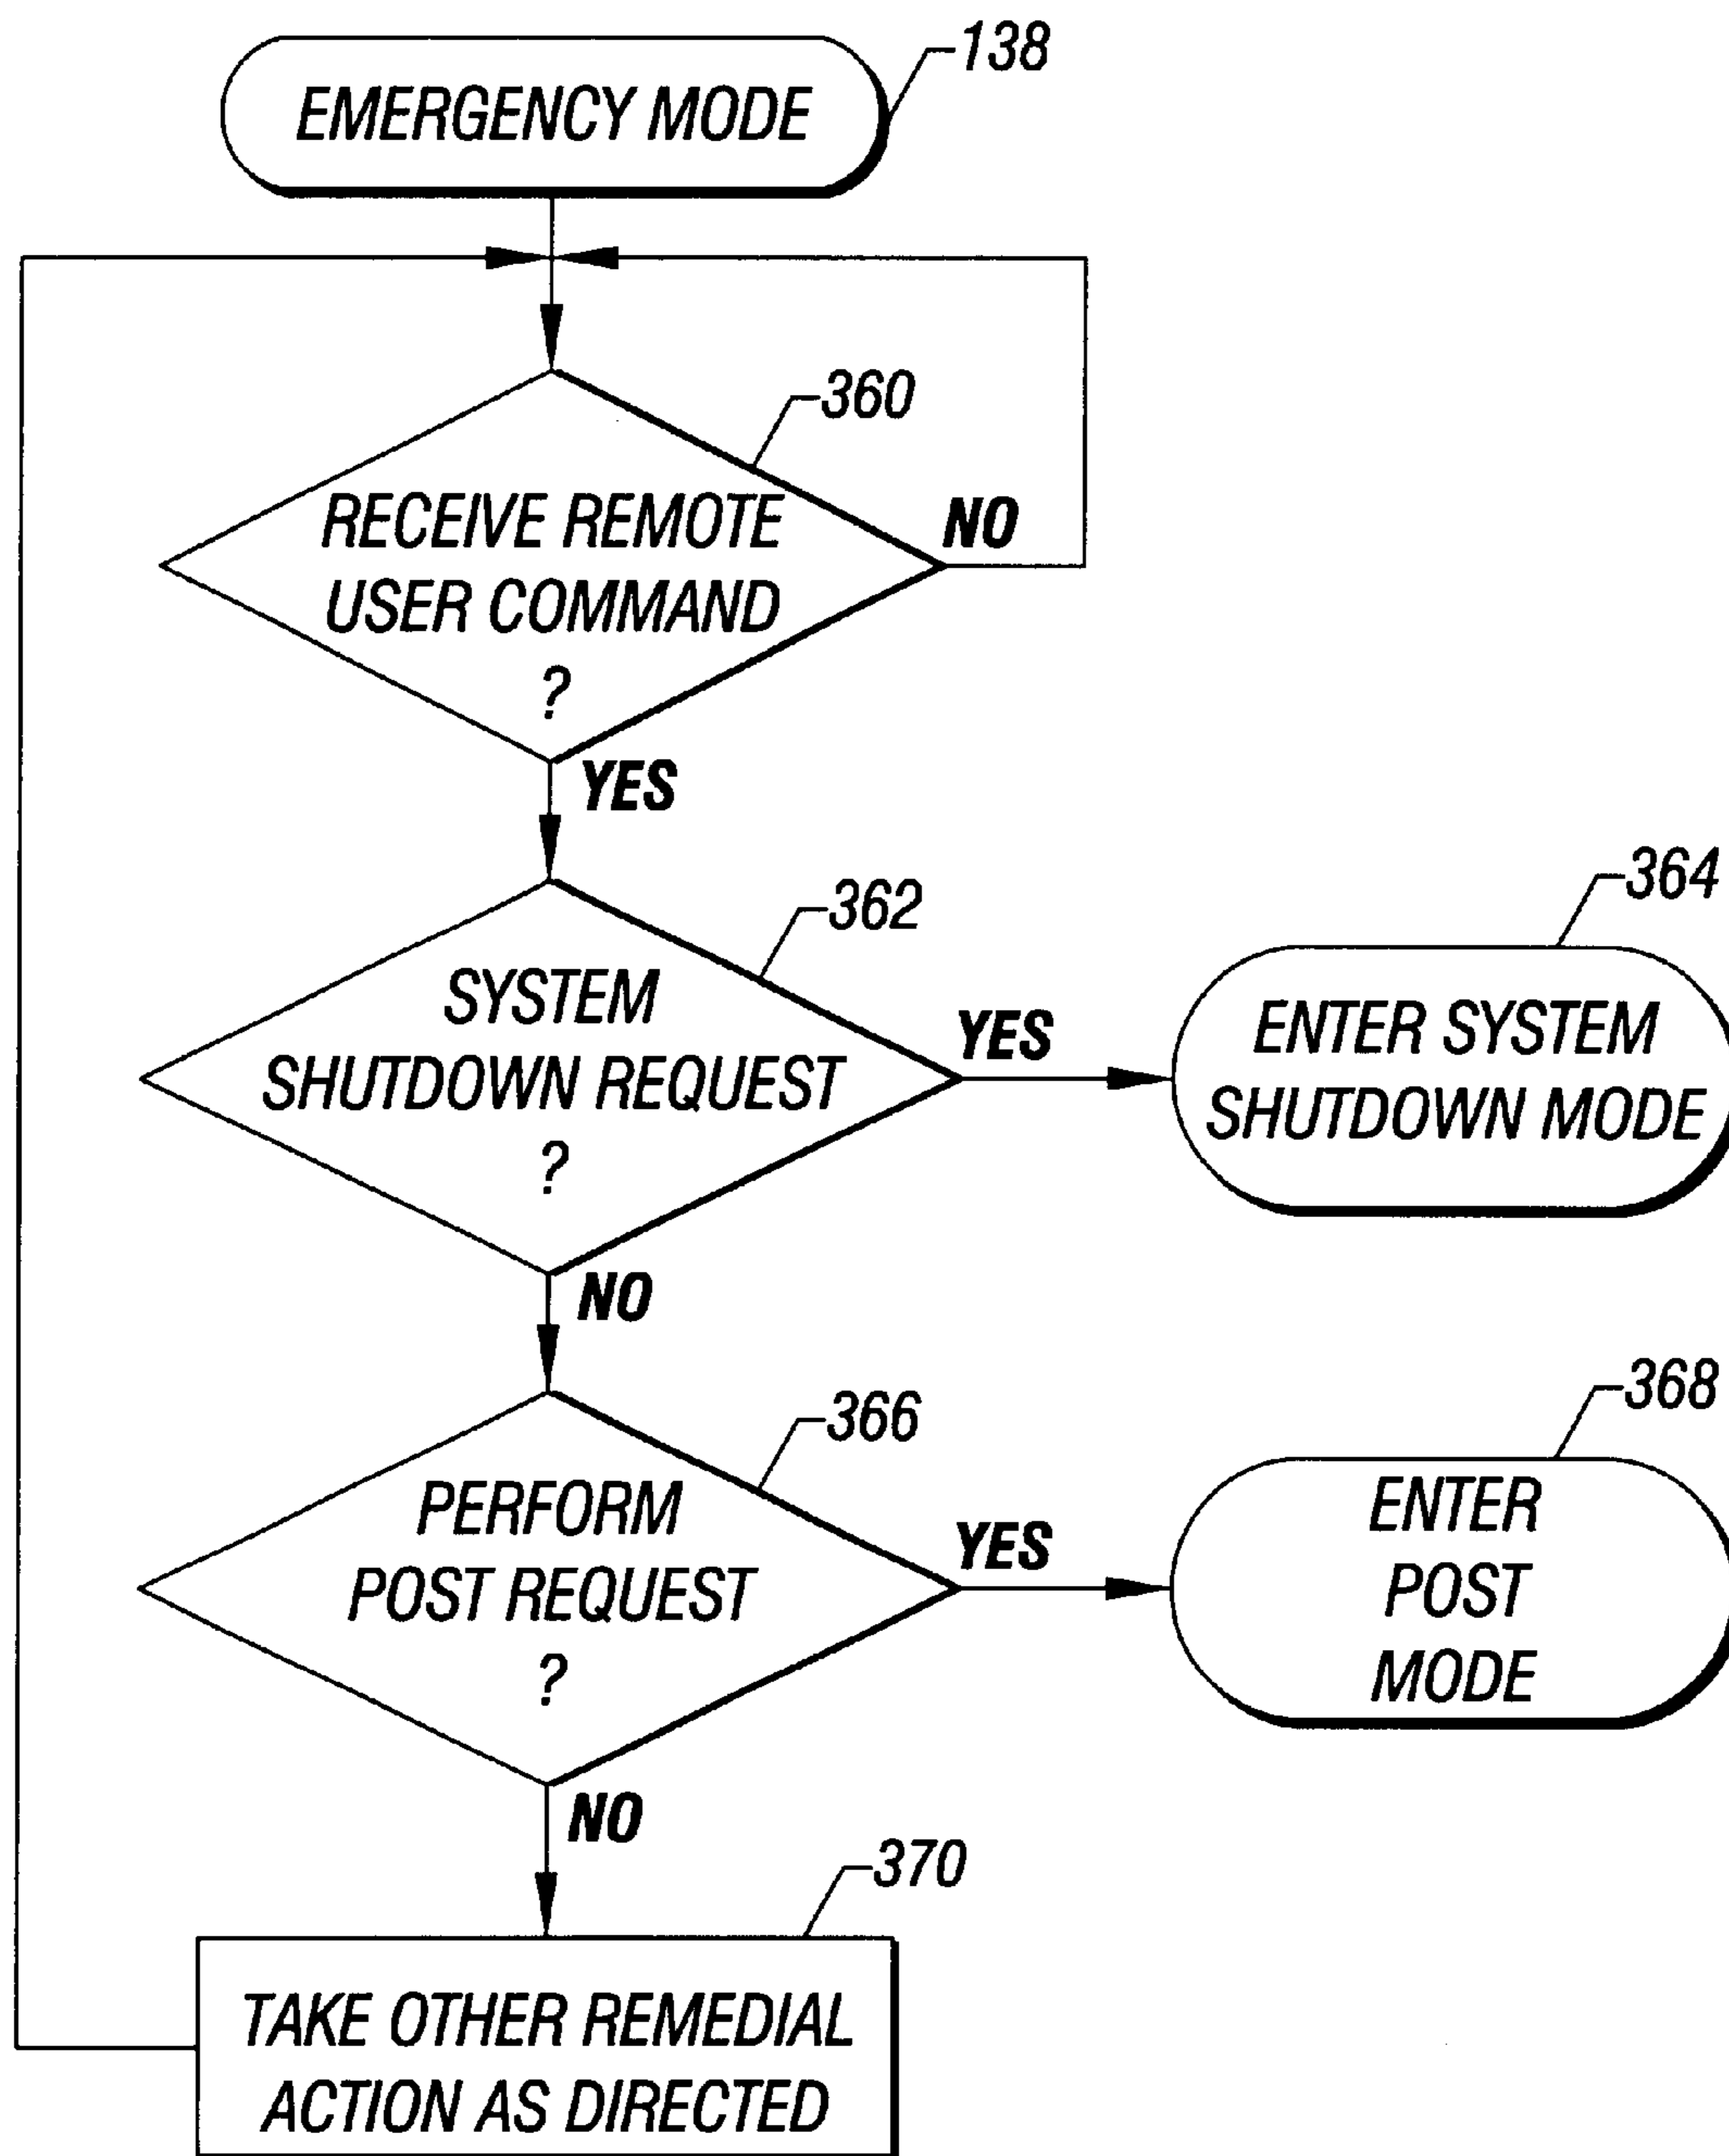 138
EMERGENCY MODE
360
RECEIVE REMOTE
USER COMMAND
?
NO
YES
362
SYSTEM
SHUTDOWN REQUEST
?
YES
364
ENTER SYSTEM
SHUTDOWN MODE
NO
366
PERFORM
POST REQUEST
?
YES
368
ENTER
POST
MODE
NO
370
TAKE OTHER REMEDIAL
ACTION AS DIRECTED